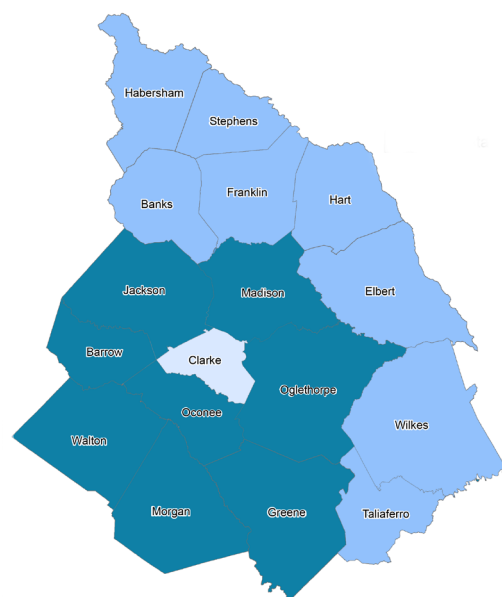 Habersham
Stephens
Banks
Franklin
Hart
Jackson
Madison
Elbert
Barrow
Clarke
Oglethorpe
Oconee
Walton
Wilkes
Morgan
Greene
Taliaferro